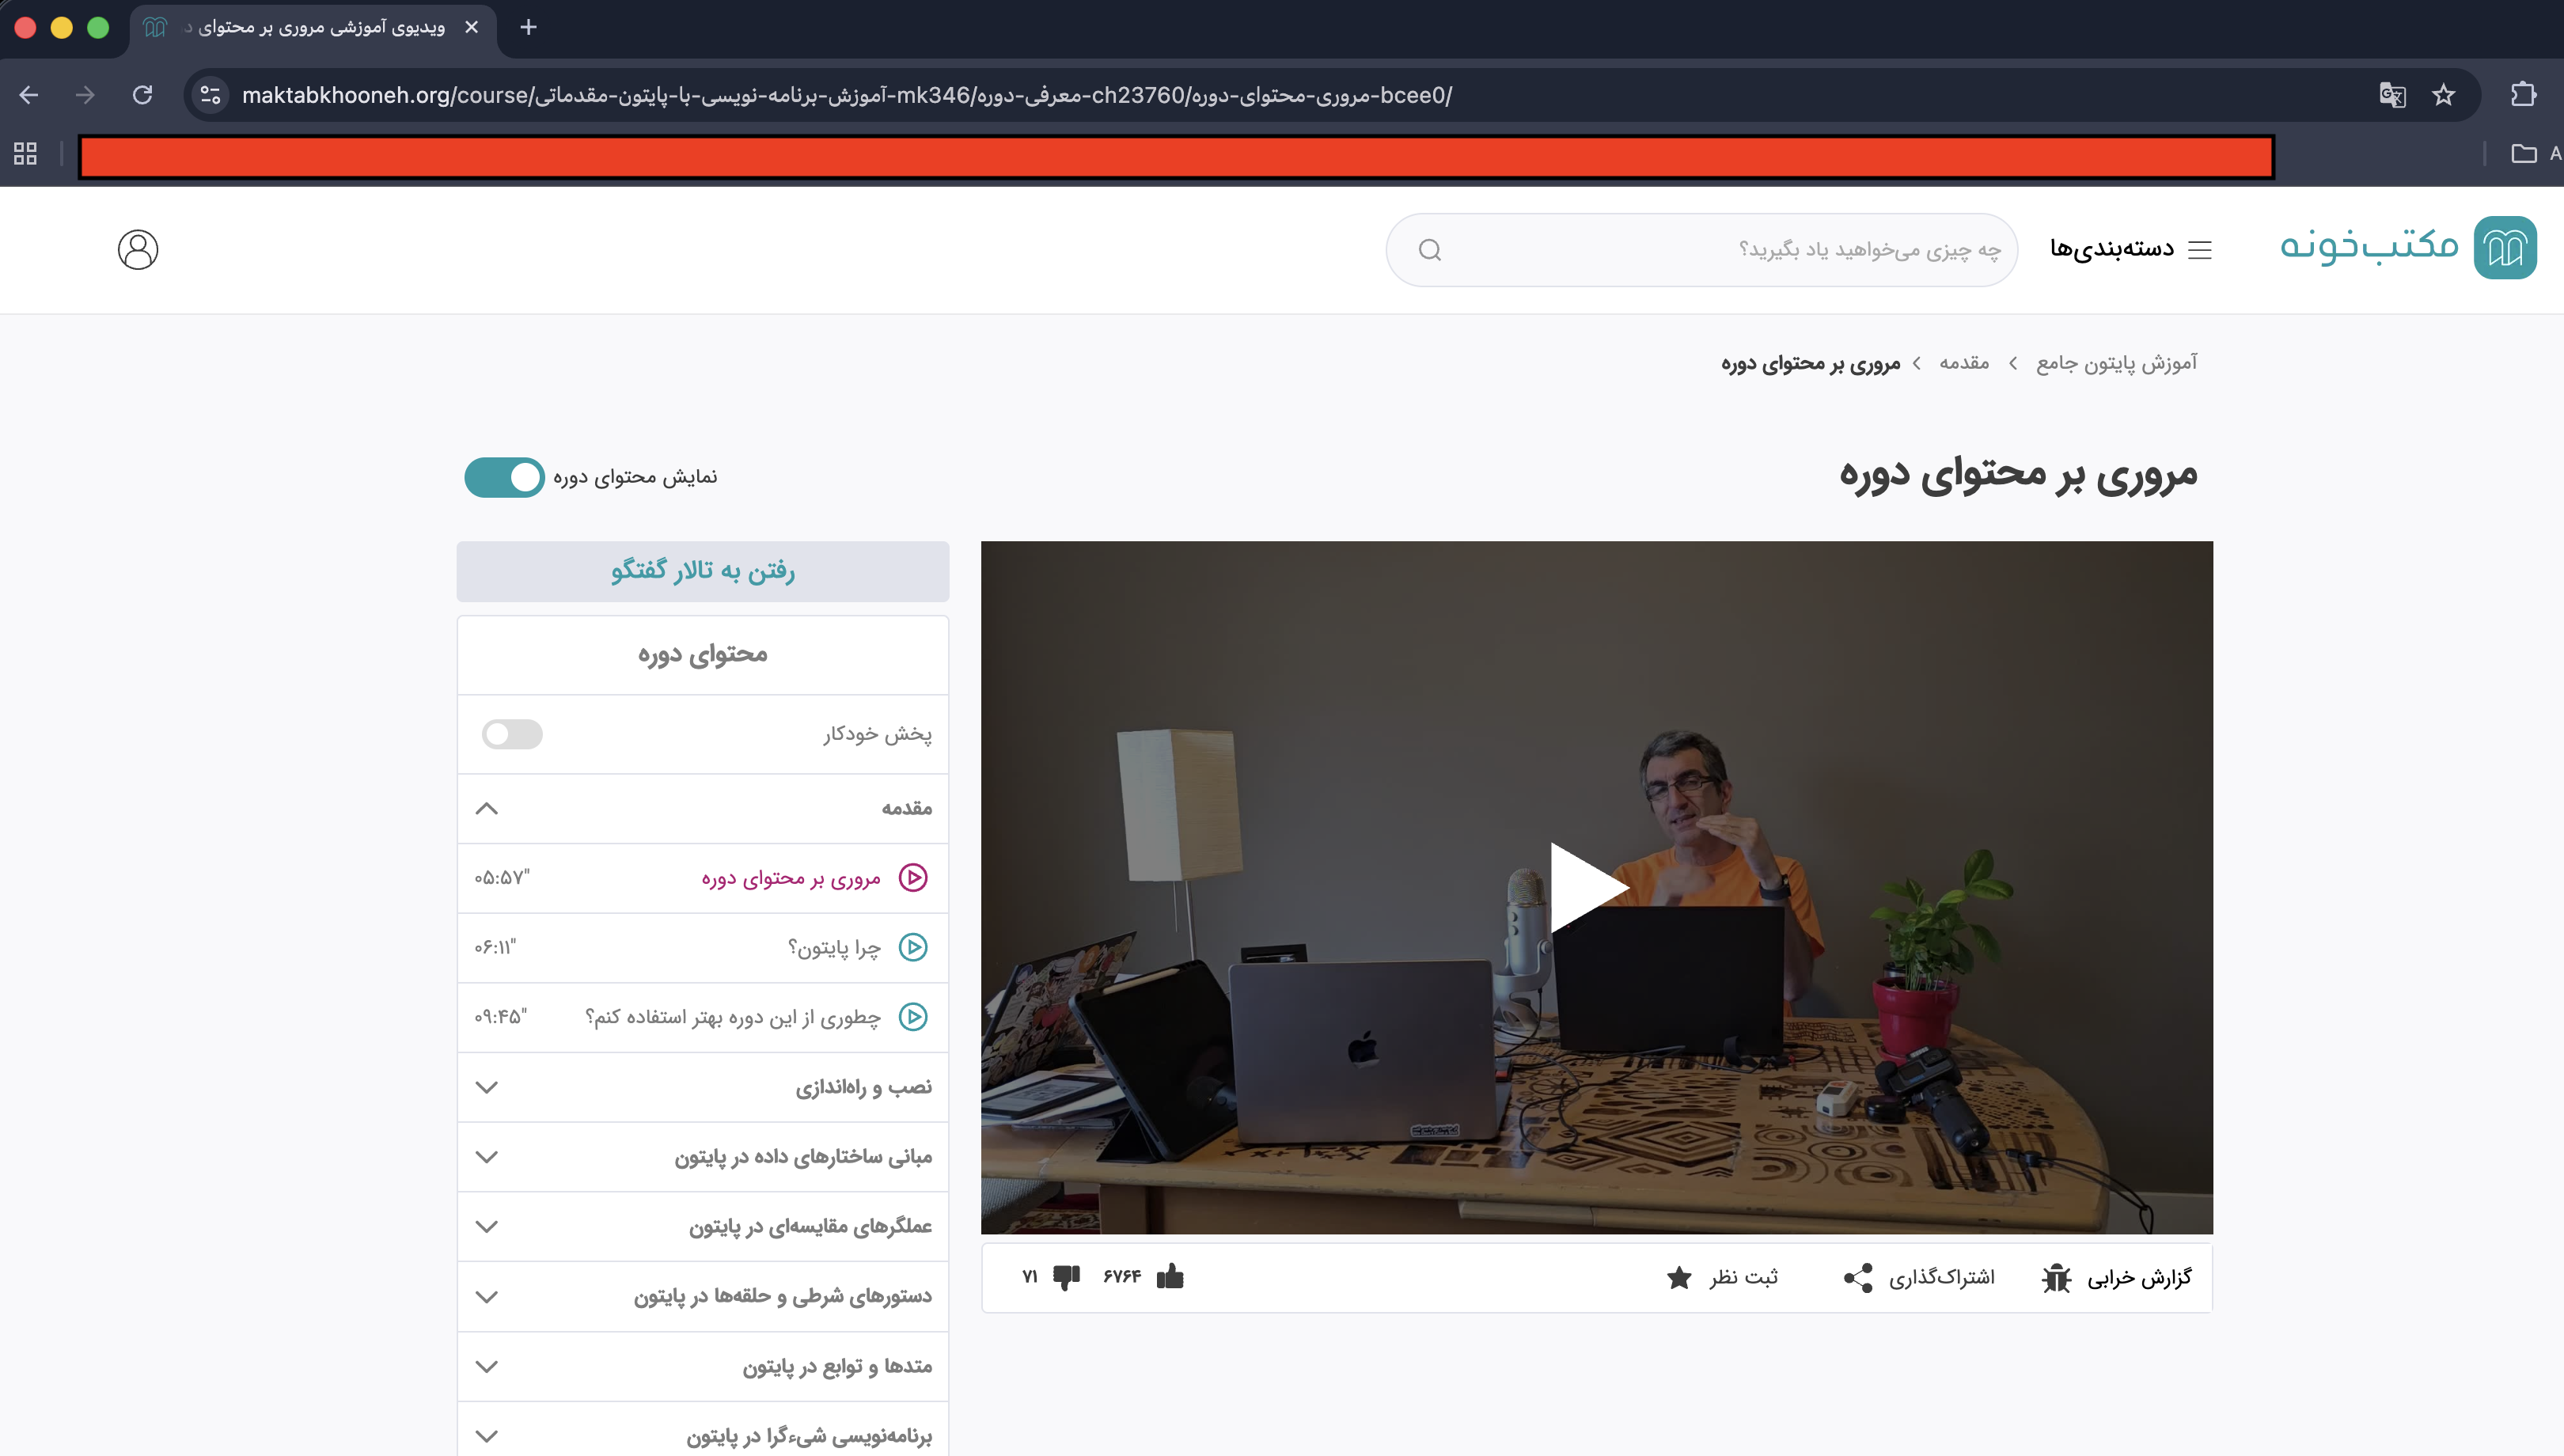 ویدیوی آموزشی مروری بر محتوای
maktabkhooneh.org/course/آموزش-برنامه-نویسی-با-پایتون-مقدماتی-mk346/معرفی-دوره-ch23760/مروری-محتوای-دوره-bcee0/
A
مکتب‌خونه
دسته‌بندی‌ها
چه چیزی می‌خواهید یاد بگیرید؟
آموزش پایتون جامع
مقدمه
مروری بر محتوای دوره
مروری بر محتوای دوره
نمایش محتوای دوره
رفتن به تالار گفتگو
محتوای دوره
پخش خودکار
مقدمه
مروری بر محتوای دوره ۰۵:۵۷"
چرا پایتون؟ ۰۶:۱۱"
چطوری از این دوره بهتر استفاده کنم؟ ۰۹:۴۵"
نصب و راه‌اندازی
مبانی ساختارهای داده در پایتون
عملگرهای مقایسه‌ای در پایتون
دستورهای شرطی و حلقه‌ها در پایتون
متدها و توابع در پایتون
برنامه‌نویسی شیءگرا در پایتون
گزارش خرابی
اشتراک‌گذاری
ثبت نظر
۶۷۶۴
۷۱